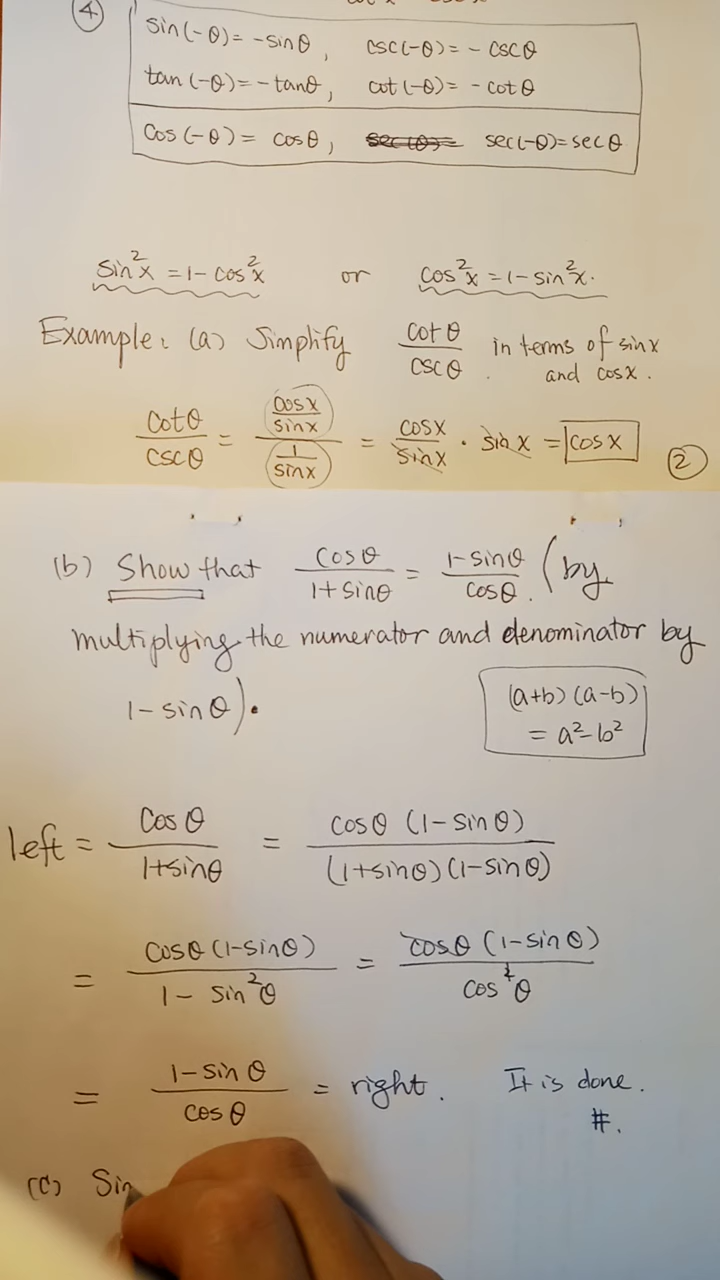 ④
sin(-θ) = -sinθ, csc(-θ) = - cscθ
tan(-θ) = -tanθ, cot(-θ) = - cotθ
Cos(-θ) = cosθ, sec(-θ) = secθ
sin²x = 1 - cos²x or cos²x = 1 - sin²x.
Example: (a) Simplify cotθ/cscθ in terms of sinx
and cosx.
cotθ/cscθ = (cosx/sinx)/(1/sinx) = cosx/sinx · sinx = cosx ②
(b) Show that cosθ/(1+sinθ) = (1-sinθ)/cosθ. (by
multiplying the numerator and denominator by
1 - sinθ).
(a+b)(a-b)
= a²-b²
left = cosθ/(1+sinθ) = cosθ(1-sinθ)/((1+sinθ)(1-sinθ))
= cosθ(1-sinθ)/(1-sin²θ) = cosθ(1-sinθ)/cos²θ
= (1-sinθ)/cosθ = right. It is done.
#.
(c) Sin